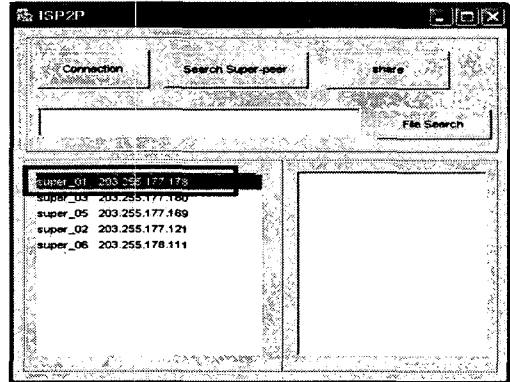 ISP2P
Connection Search Super-peer share
File Search
super_01 203.255.177.178
super_03 203.255.177.180
super_05 203.255.177.169
super_02 203.255.177.121
super_06 203.255.178.111